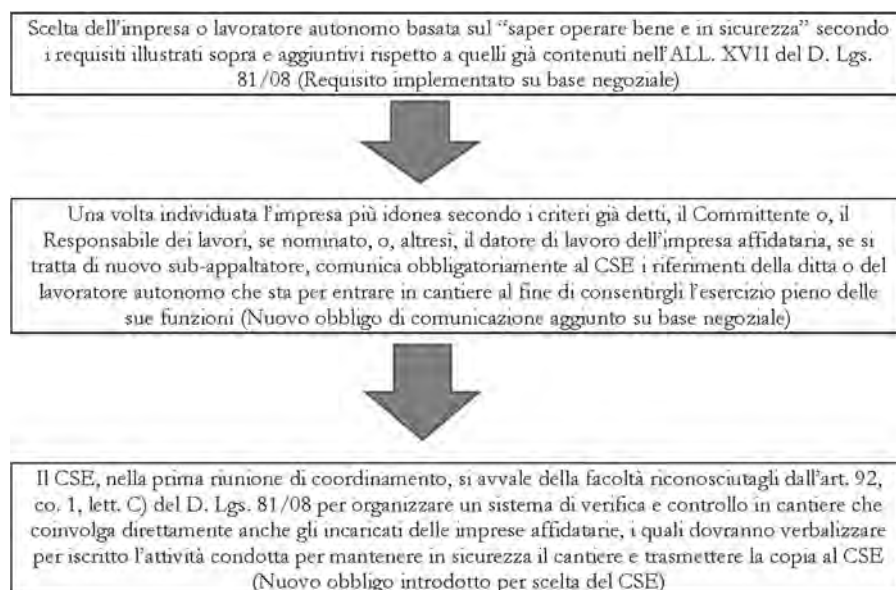 Scelta dell'impresa o lavoratore autonomo basata sul "saper operare bene e in sicurezza" secondo
i requisiti illustrati sopra e aggiuntivi rispetto a quelli già contenuti nell'ALL. XVII del D. Lgs.
81/08 (Requisito implementato su base negoziale)
Una volta individuata l'impresa più idonea secondo i criteri già detti, il Committente o, il
Responsabile dei lavori, se nominato, o, altresì, il datore di lavoro dell'impresa affidataria, se si
tratta di nuovo sub-appaltatore, comunica obbligatoriamente al CSE i riferimenti della ditta o del
lavoratore autonomo che sta per entrare in cantiere al fine di consentirgli l'esercizio pieno delle
sue funzioni (Nuovo obbligo di comunicazione aggiunto su base negoziale)
Il CSE, nella prima riunione di coordinamento, si avvale della facoltà riconosciutagli dall'art. 92,
co. 1, lett. C) del D. Lgs. 81/08 per organizzare un sistema di verifica e controllo in cantiere che
coinvolga direttamente anche gli incaricati delle imprese affidatarie, i quali dovranno verbalizzare
per iscritto l'attività condotta per mantenere in sicurezza il cantiere e trasmettere la copia al CSE
(Nuovo obbligo introdotto per scelta del CSE)